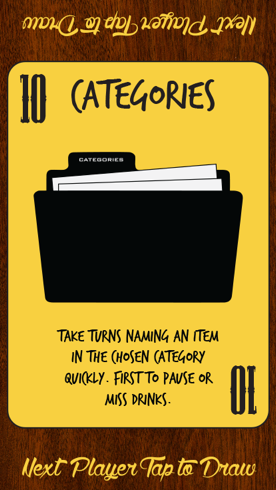 Next Player Tap to Draw
10
CATEGORIES
CATEGORIES
TAKE TURNS NAMING AN ITEM
IN THE CHOSEN CATEGORY
QUICKLY. FIRST TO PAUSE OR
MISS DRINKS.
10
Next Player Tap to Draw